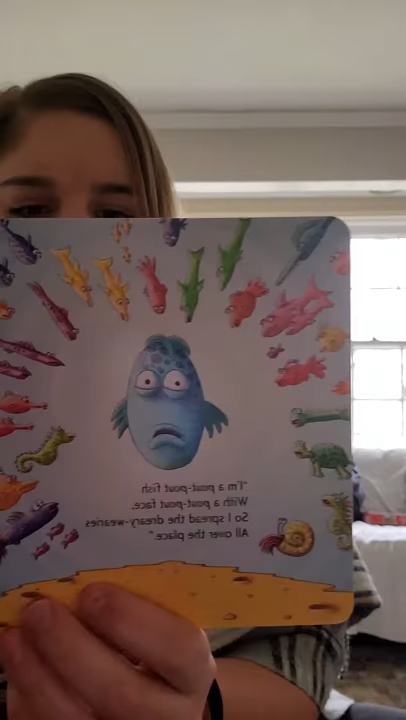 "I'm a pout-pout fish
With a pout-pout face,
So I spread the dreary-wearies
All over the place."